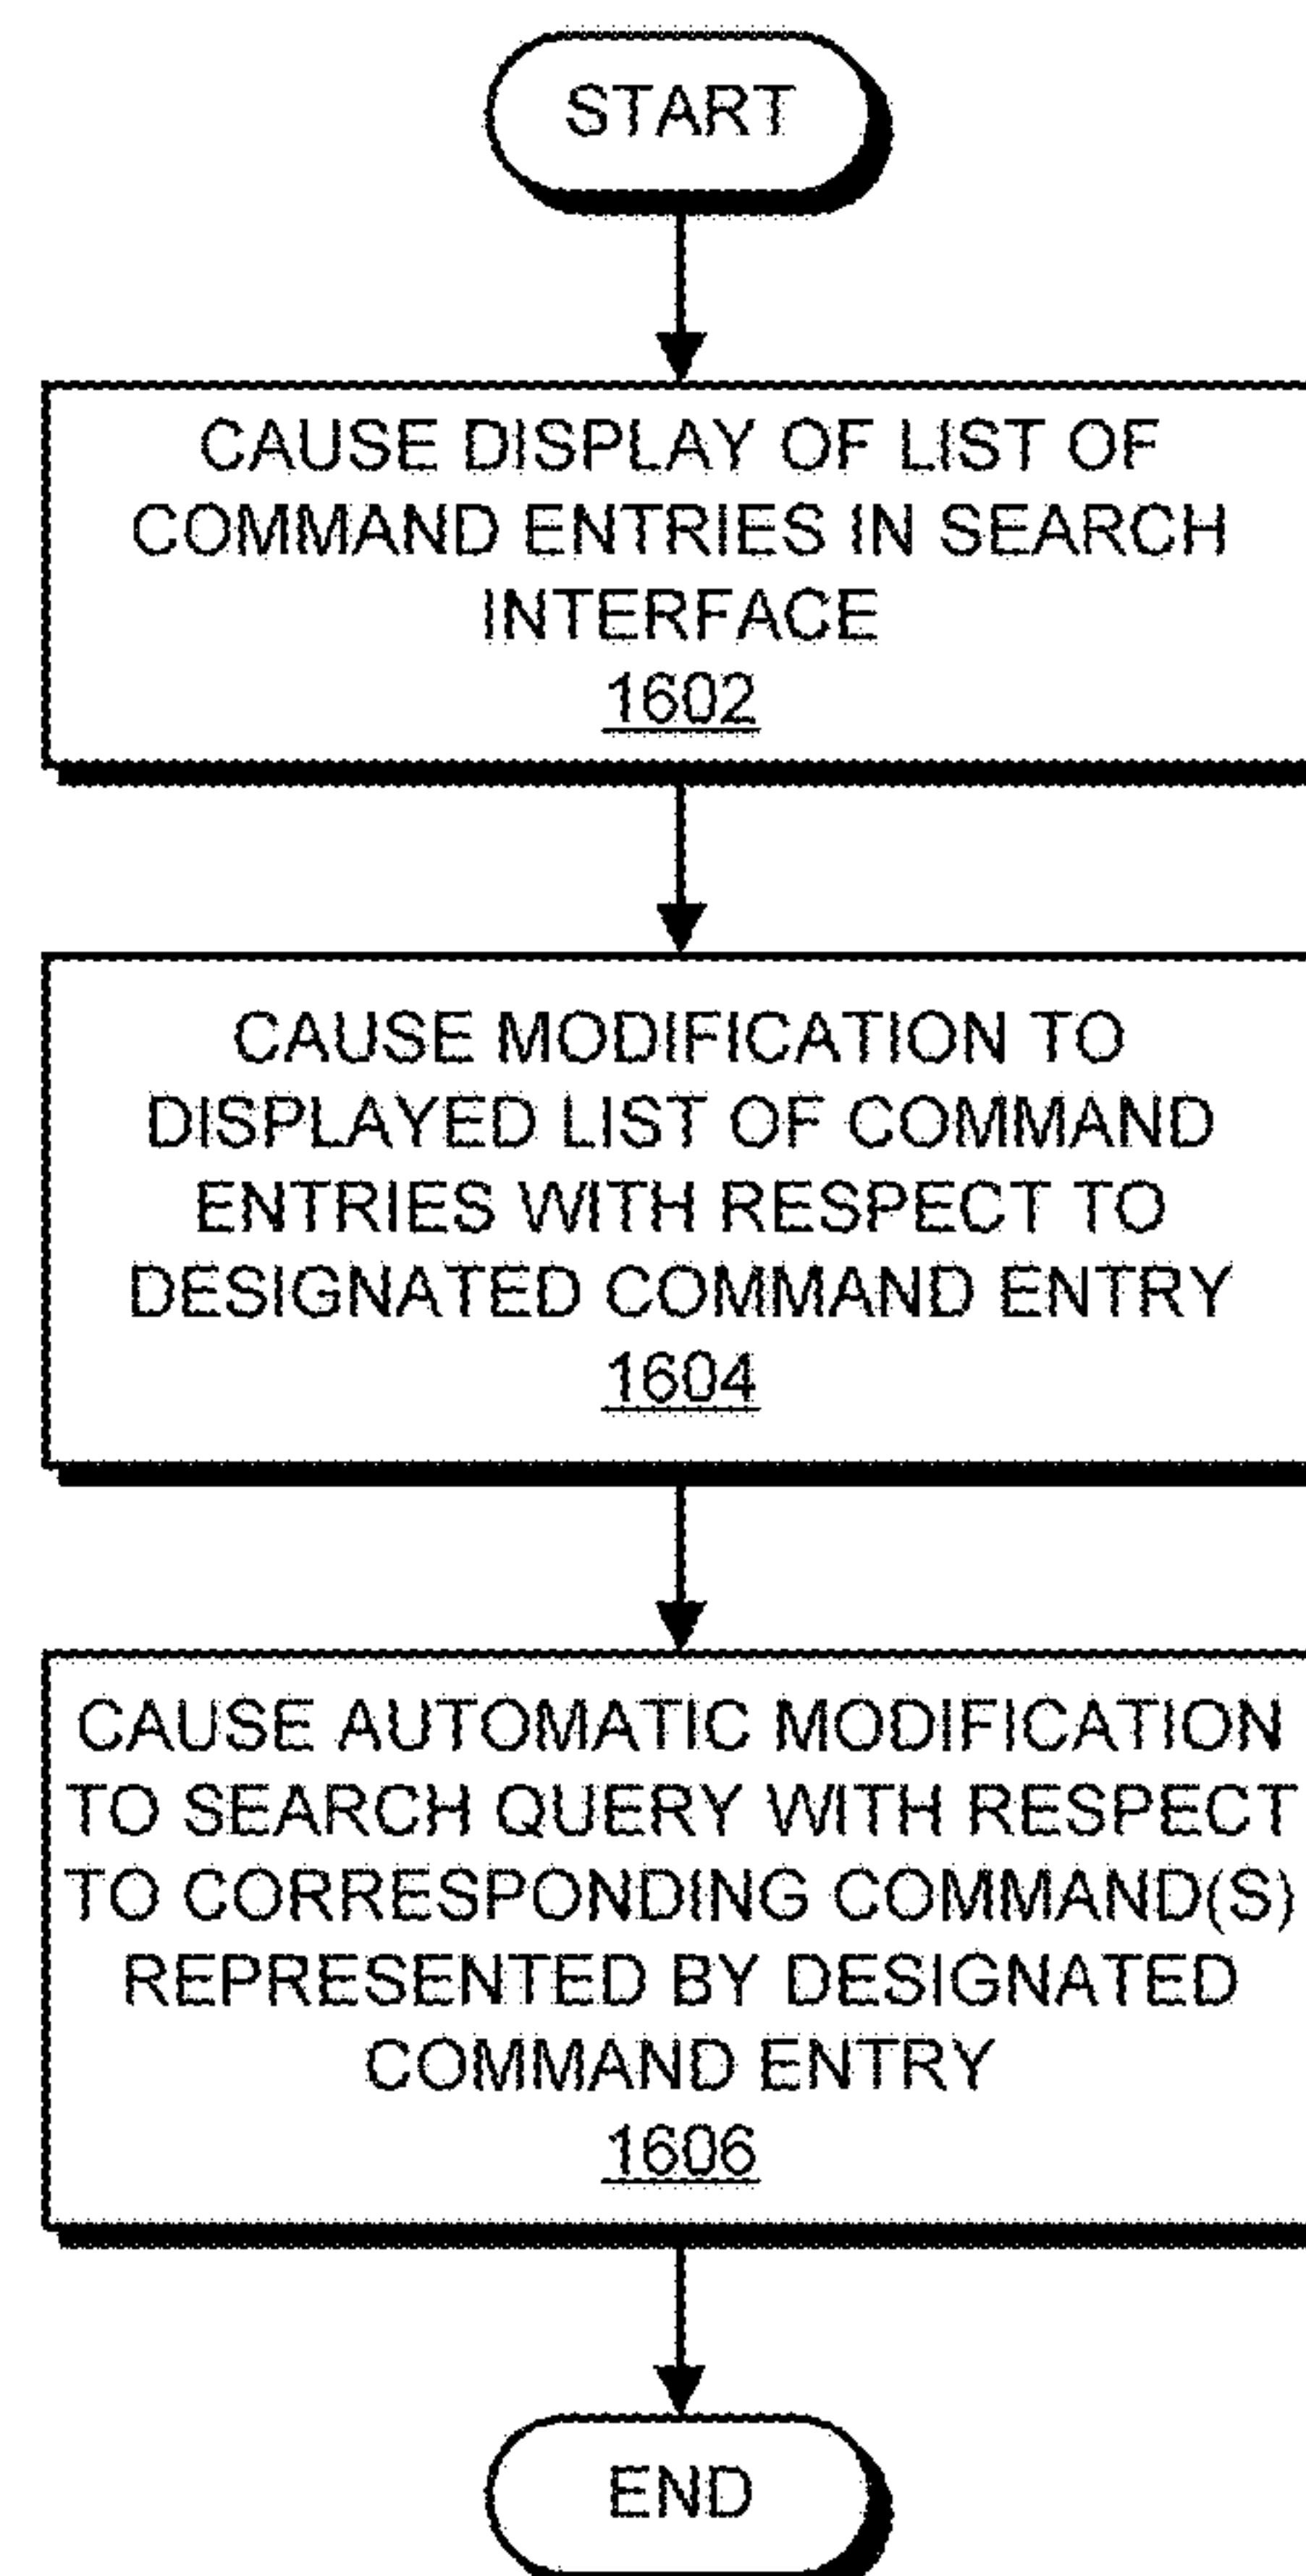 START
CAUSE DISPLAY OF LIST OF
COMMAND ENTRIES IN SEARCH
INTERFACE
1602
CAUSE MODIFICATION TO
DISPLAYED LIST OF COMMAND
ENTRIES WITH RESPECT TO
DESIGNATED COMMAND ENTRY
1604
CAUSE AUTOMATIC MODIFICATION
TO SEARCH QUERY WITH RESPECT
TO CORRESPONDING COMMAND(S)
REPRESENTED BY DESIGNATED
COMMAND ENTRY
1606
END